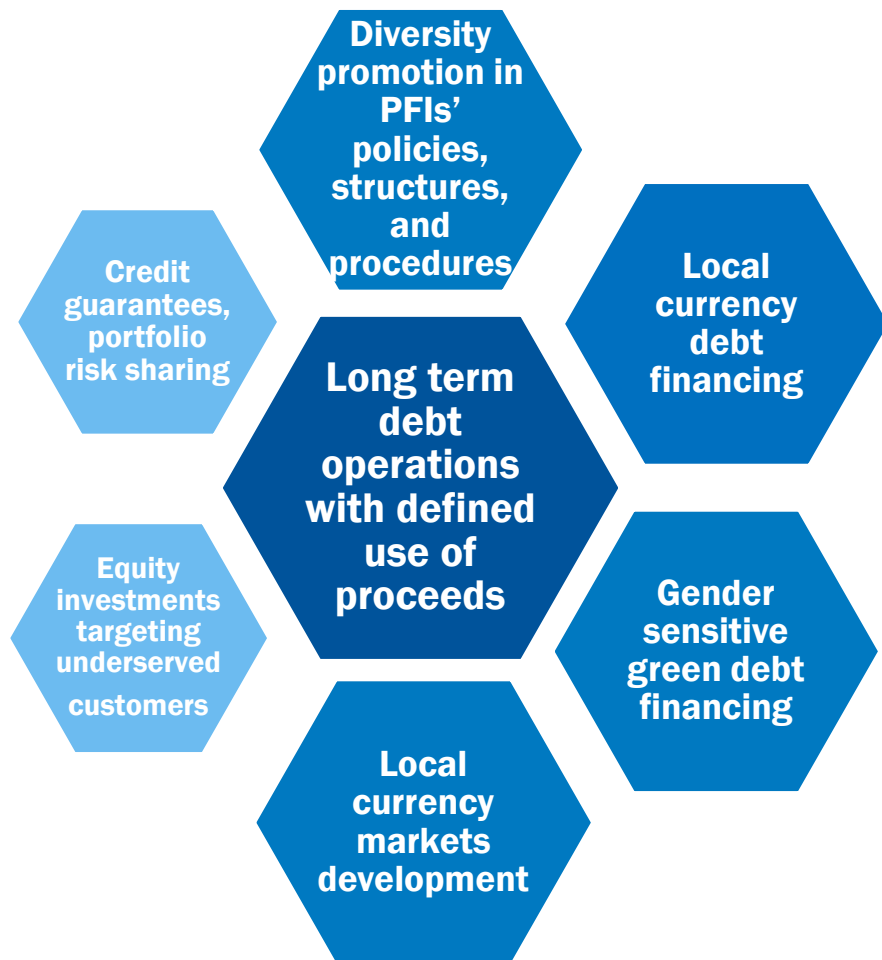 Diversity
promotion in
PFIs’
policies,
structures,
and
procedures
Credit
guarantees,
portfolio
risk sharing
Local
currency
debt
financing
Long term
debt
operations
with defined
use of
proceeds
Equity
investments
targeting
underserved
customers
Gender
sensitive
green debt
financing
Local
currency
markets
development